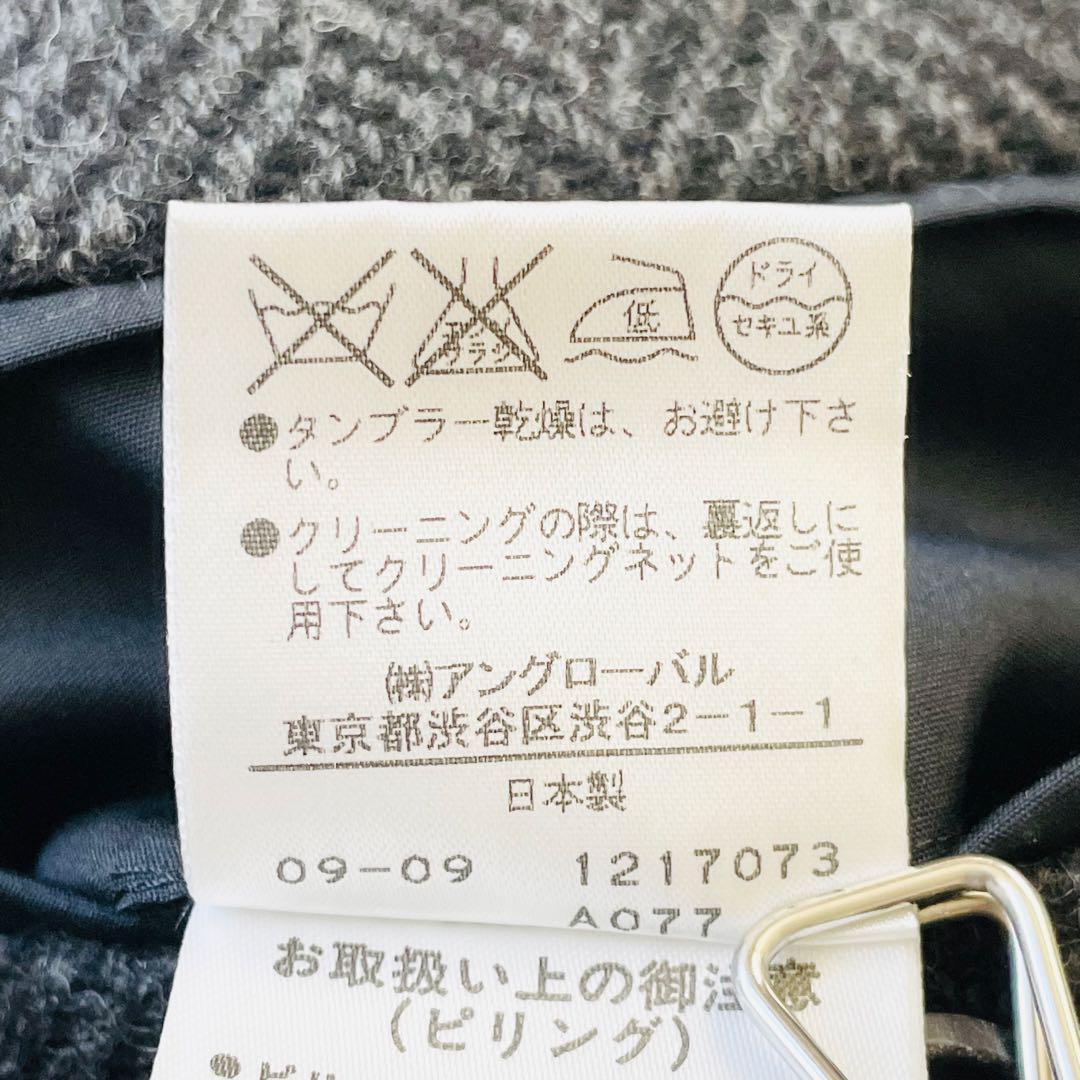 低
ドライ
セキユ系
●タンブラー乾燥は、お避け下さ
い。
●クリーニングの際は、裏返しに
してクリーニングネットをご使
用下さい。
(株)アングローバル
東京都渋谷区渋谷2-1-1
日本製
09-09 1217073
A077
お取扱い上の御注意
(ピリング)